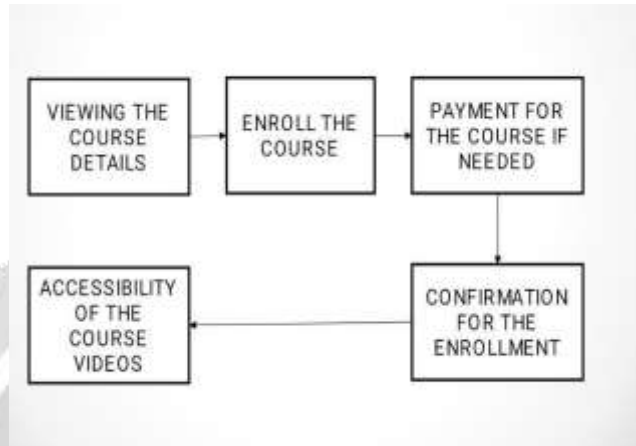 VIEWING THE
COURSE
DETAILS
ENROLL THE
COURSE
PAYMENT FOR
THE COURSE IF
NEEDED
CONFIRMATION
FOR THE
ENROLLMENT
ACCESSIBILITY
OF THE
COURSE
VIDEOS